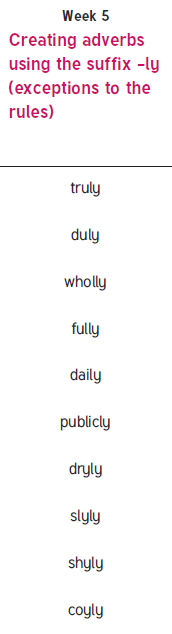 Week 5
Creating adverbs
using the suffix -ly
(exceptions to the
rules)
truly
duly
wholly
fully
daily
publicly
dryly
slyly
shyly
coyly